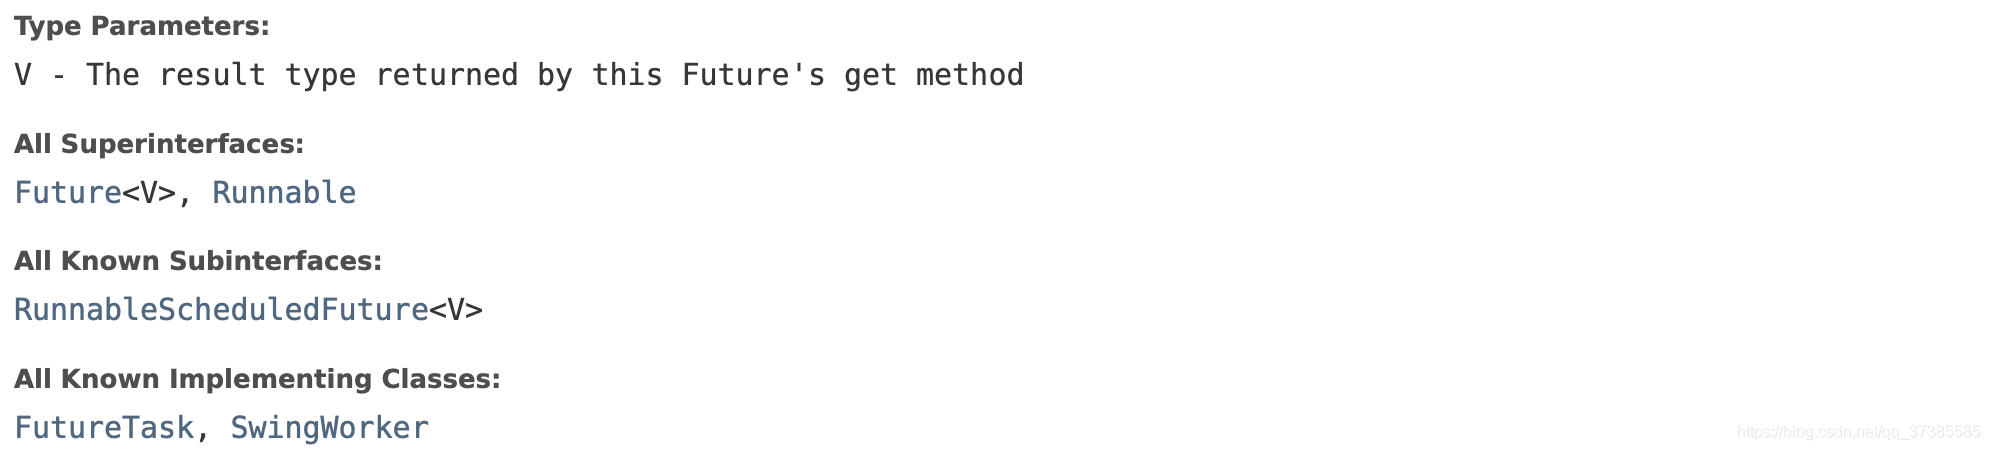 Type Parameters:
V - The result type returned by this Future's get method
All Superinterfaces:
Future<V>, Runnable
All Known Subinterfaces:
RunnableScheduledFuture<V>
All Known Implementing Classes:
FutureTask, SwingWorker
https://blog.csdn.net/qq_37385585